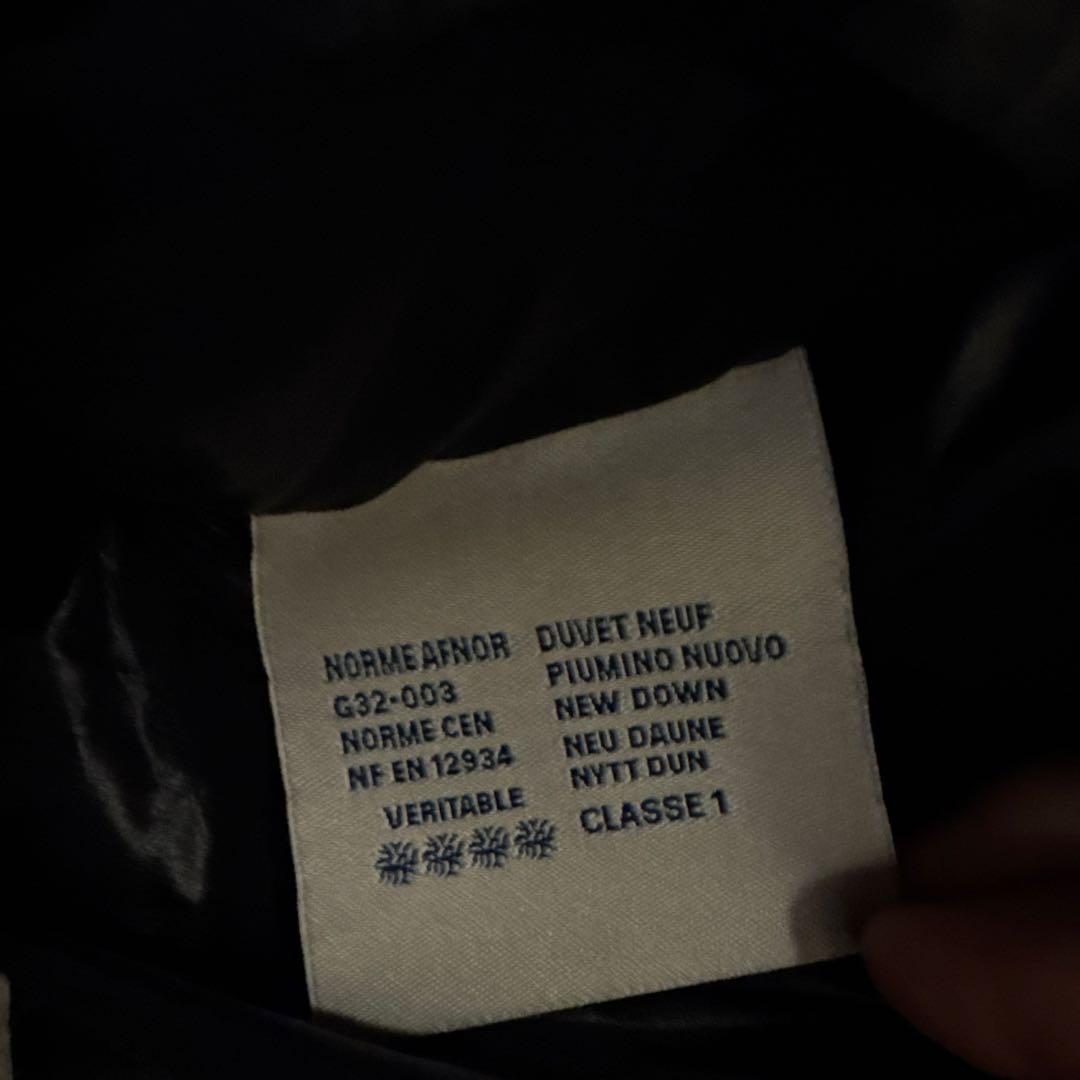 NORME AFNOR
G32-003
NORME CEN
NF EN 12934
VERITABLE
DUVET NEUF
PIUMINO NUOVO
NEW DOWN
NEU DAUNE
NYTT DUN
CLASSE 1